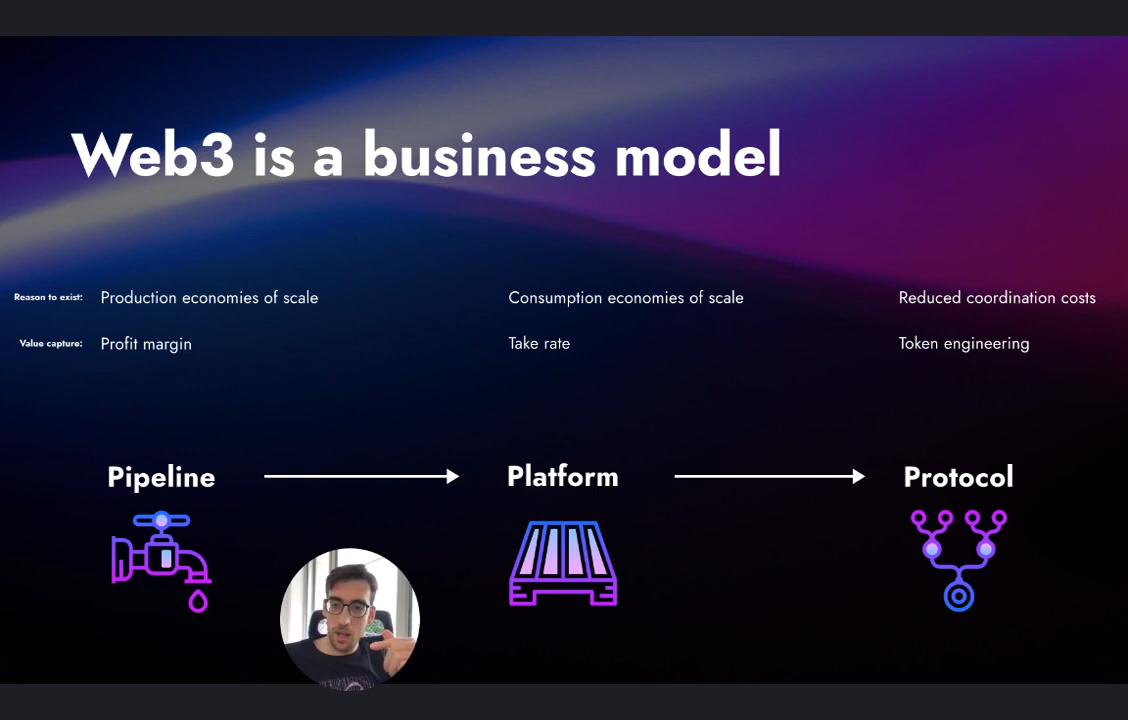 Web3 is a business model
Reason to exist: Production economies of scale Consumption economies of scale Reduced coordination costs
Value capture: Profit margin Take rate Token engineering
Pipeline Platform Protocol